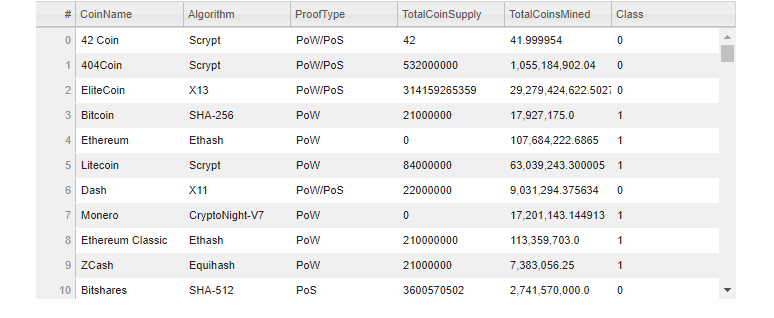 # CoinName Algorithm ProofType TotalCoinSupply TotalCoinsMined Class
0 42 Coin Scrypt PoW/PoS 42 41.999954 0
1 404Coin Scrypt PoW/PoS 532000000 1,055,184,902.04 0
2 EliteCoin X13 PoW/PoS 314159265359 29,279,424,622.5027 0
3 Bitcoin SHA-256 PoW 21000000 17,927,175.0 1
4 Ethereum Ethash PoW 0 107,684,222.6865 1
5 Litecoin Scrypt PoW 84000000 63,039,243.300005 1
6 Dash X11 PoW/PoS 22000000 9,031,294.375634 0
7 Monero CryptoNight-V7 PoW 0 17,201,143.144913 1
8 Ethereum Classic Ethash PoW 210000000 113,359,703.0 1
9 ZCash Equihash PoW 21000000 7,383,056.25 1
10 Bitshares SHA-512 PoS 3600570502 2,741,570,000.0 0